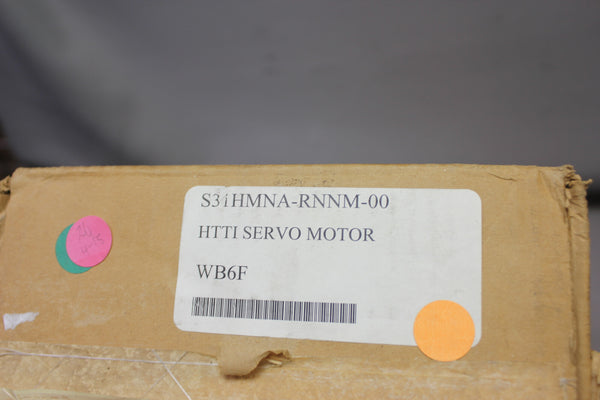 S31HMNA-RNNM-00
HTTI SERVO MOTOR
WB6F